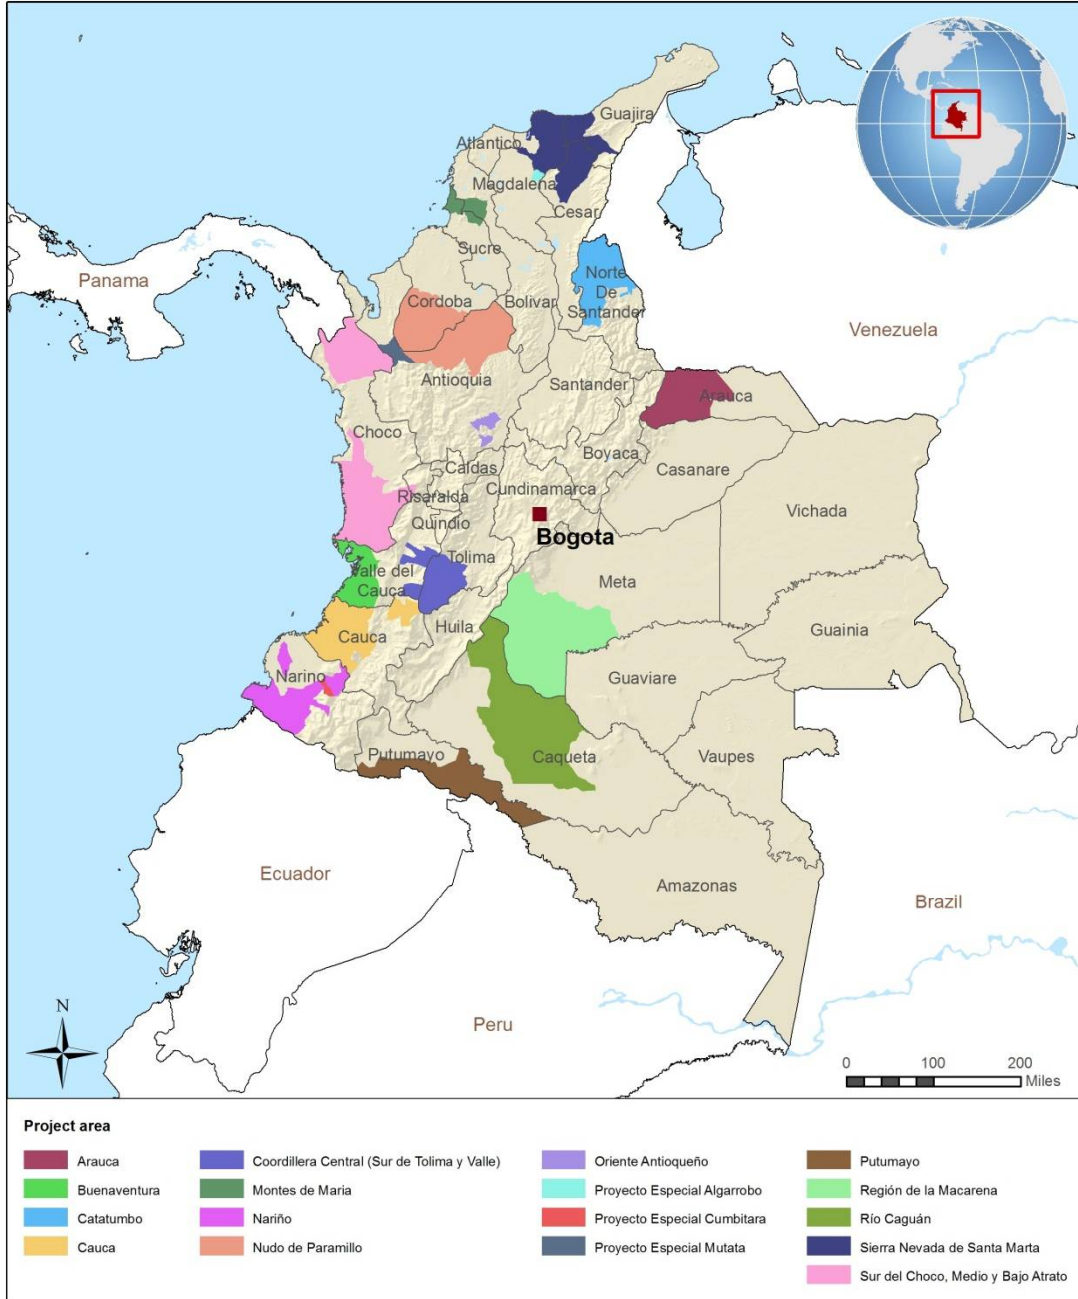 Guajira
Atlantico
Magdalena
Cesar
Sucre
Panama
Norte
De
Santander
Cordoba
Bolivar
Venezuela
Antioquia
Santander
Arauca
Choco
Boyaca
Caldas
Casanare
Risaralda
Cundinamarca
Quindio
Vichada
Bogota
Tolima
Valle del
Cauca
Meta
Huila
Guainia
Cauca
Narino
Guaviare
Putumayo
Caqueta
Vaupes
Ecuador
Amazonas
Brazil
Peru
N
0 100 200
Miles
Project area
Arauca
Buenaventura
Catatumbo
Cauca
Coordillera Central (Sur de Tolima y Valle)
Montes de Maria
Nariño
Nudo de Paramillo
Oriente Antioqueño
Proyecto Especial Algarrobo
Proyecto Especial Cumbitara
Proyecto Especial Mutata
Putumayo
Región de la Macarena
Río Caguán
Sierra Nevada de Santa Marta
Sur del Choco, Medio y Bajo Atrato